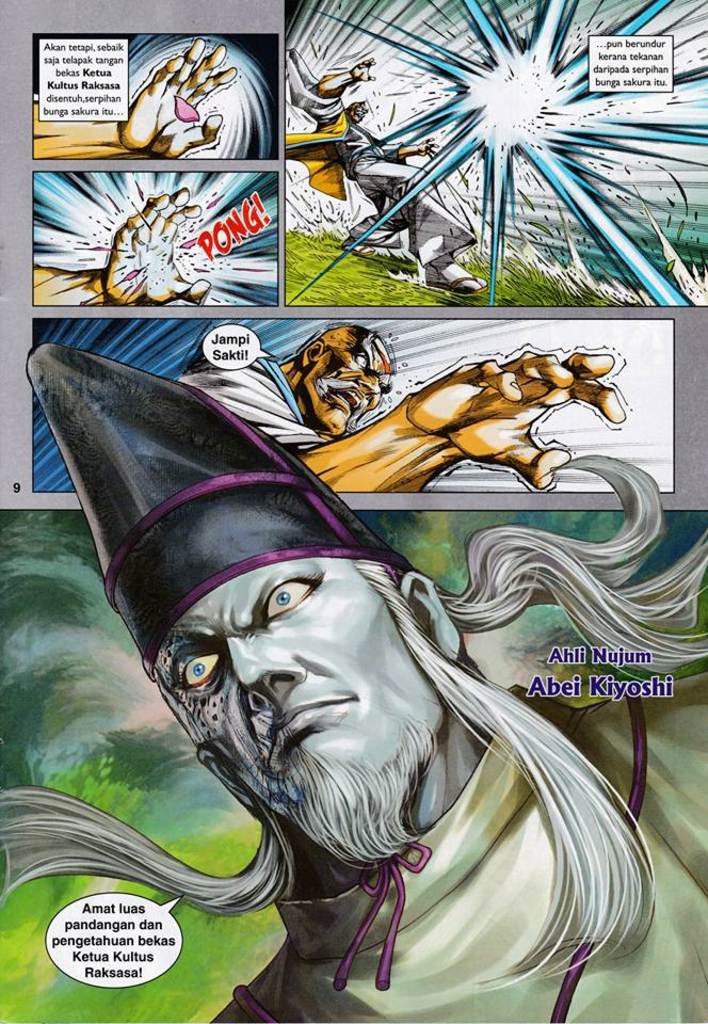 Akan tetapi, sebaik
saja telapak tangan
bekas Ketua
Kultus Raksasa
disentuh,serpihan
bunga sakura itu…
…pun berundur
kerana tekanan
daripada serpihan
bunga sakura itu.
PONG!
Jampi
Sakti!
9
Ahli Nujum
Abei Kiyoshi
Amat luas
pandangan dan
pengetahuan bekas
Ketua Kultus
Raksasa!